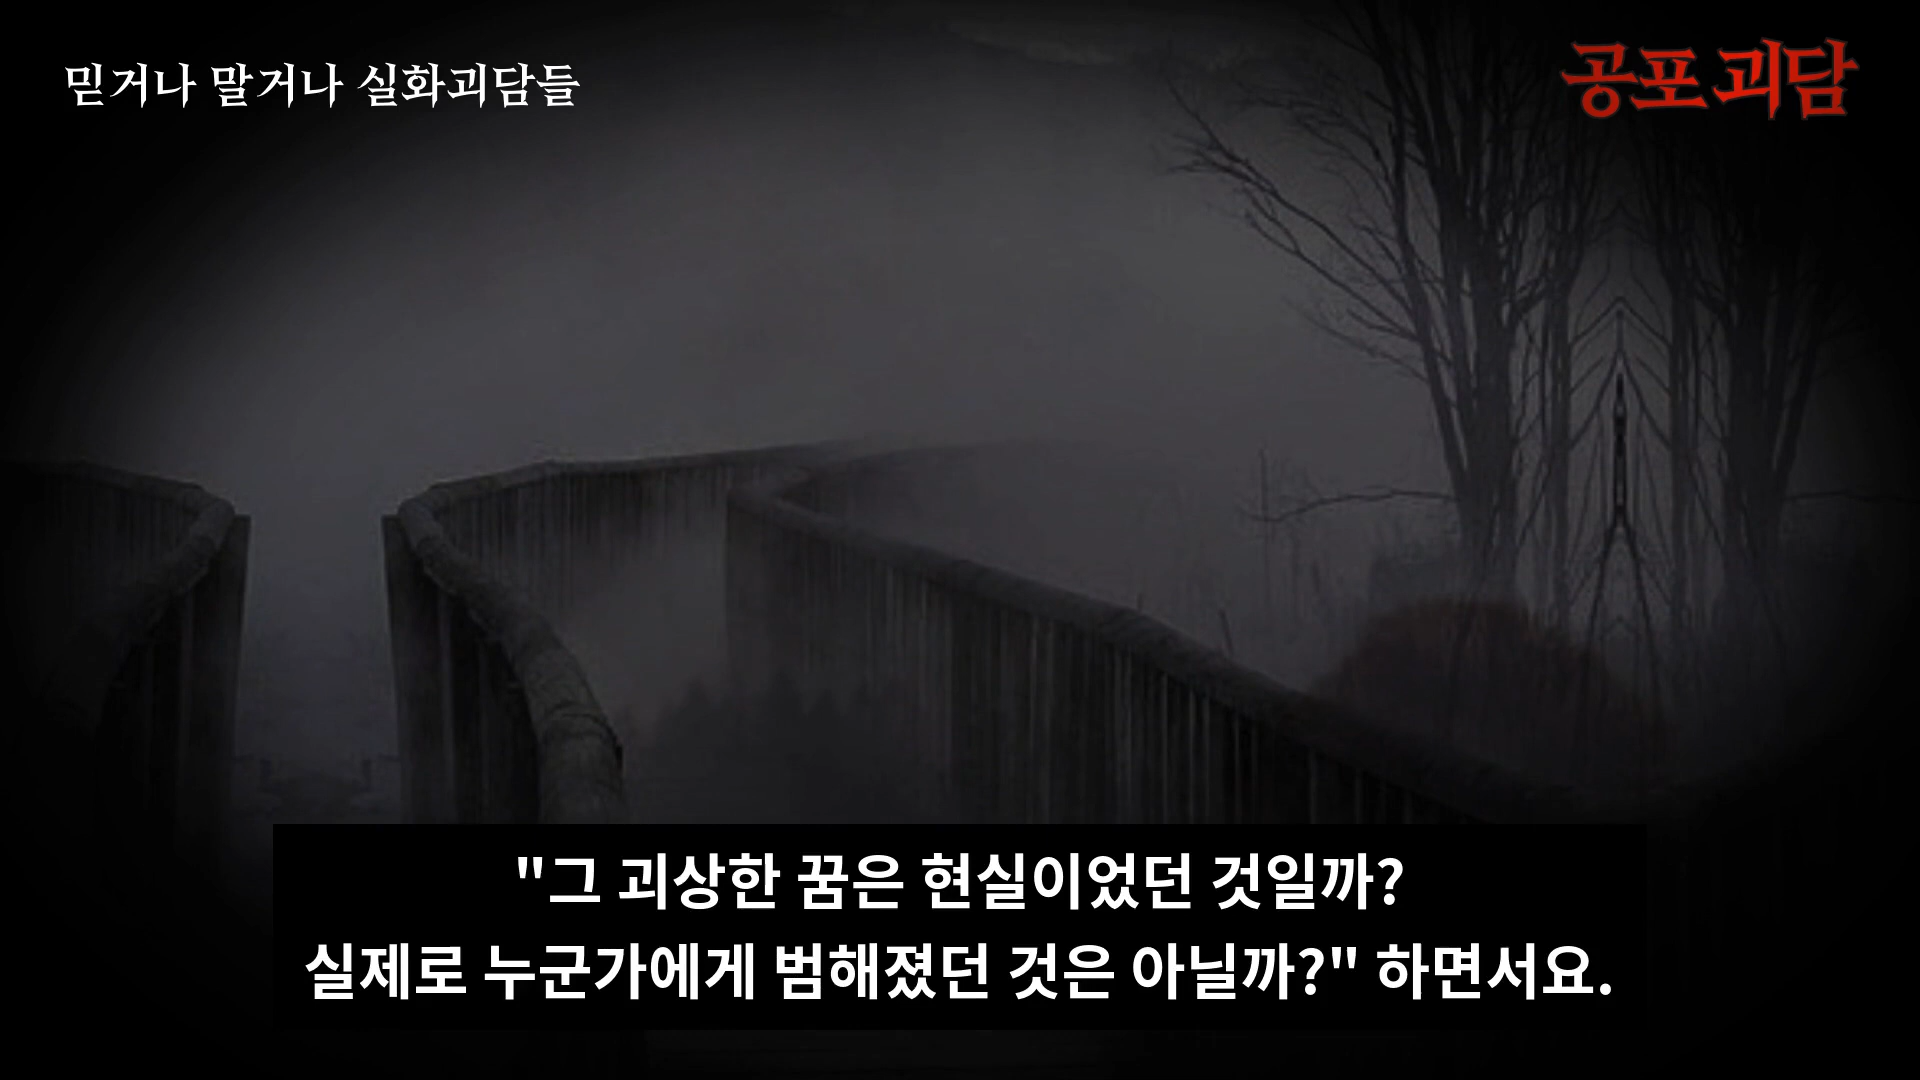 믿거나 말거나 실화괴담들
공포 괴담
"그 괴상한 꿈은 현실이었던 것일까?
실제로 누군가에게 범해졌던 것은 아닐까?" 하면서요.